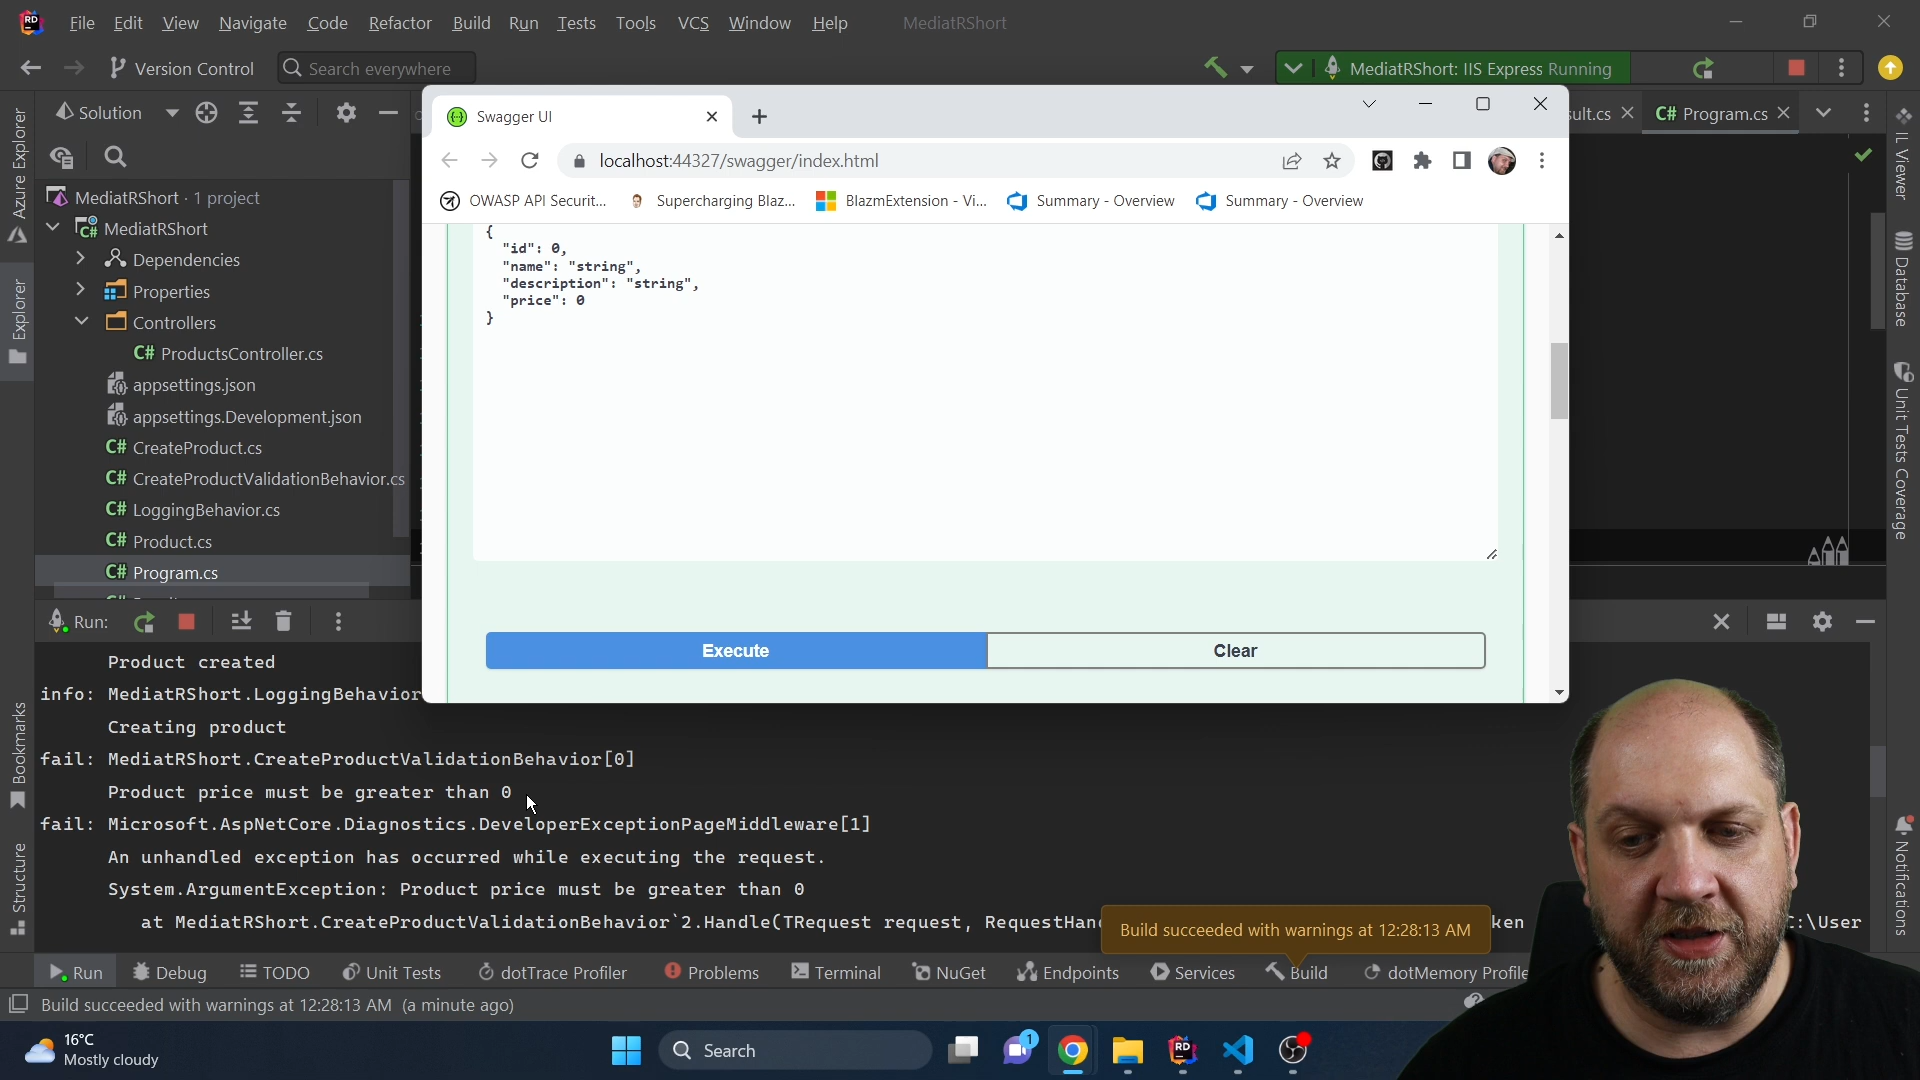 RD File Edit View Navigate Code Refactor Build Run Tests Tools VCS Window Help MediatRShort
Version Control Search everywhere MediatRShort: IIS Express Running
Solution Swagger UI ult.cs C# Program.cs
localhost:44327/swagger/index.html
OWASP API Securit... Supercharging Blaz... BlazmExtension - Vi... Summary - Overview Summary - Overview
MediatRShort · 1 project
MediatRShort
Dependencies
Properties
Controllers
C# ProductsController.cs
appsettings.json
appsettings.Development.json
C# CreateProduct.cs
C# CreateProductValidationBehavior.cs
C# LoggingBehavior.cs
C# Product.cs
C# Program.cs
{
"id": 0,
"name": "string",
"description": "string",
"price": 0
}
Execute Clear
Azure Explorer
Explorer
Bookmarks
Structure
IL Viewer
Database
Unit Tests Coverage
Notifications
Run:
Product created
info: MediatRShort.LoggingBehavior
Creating product
fail: MediatRShort.CreateProductValidationBehavior[0]
Product price must be greater than 0
fail: Microsoft.AspNetCore.Diagnostics.DeveloperExceptionPageMiddleware[1]
An unhandled exception has occurred while executing the request.
System.ArgumentException: Product price must be greater than 0
at MediatRShort.CreateProductValidationBehavior`2.Handle(TRequest request, RequestHan ken :\User
Build succeeded with warnings at 12:28:13 AM
Run Debug TODO Unit Tests dotTrace Profiler Problems Terminal NuGet Endpoints Services Build dotMemory Profile
Build succeeded with warnings at 12:28:13 AM (a minute ago)
16°C
Mostly cloudy
Search
1
RD